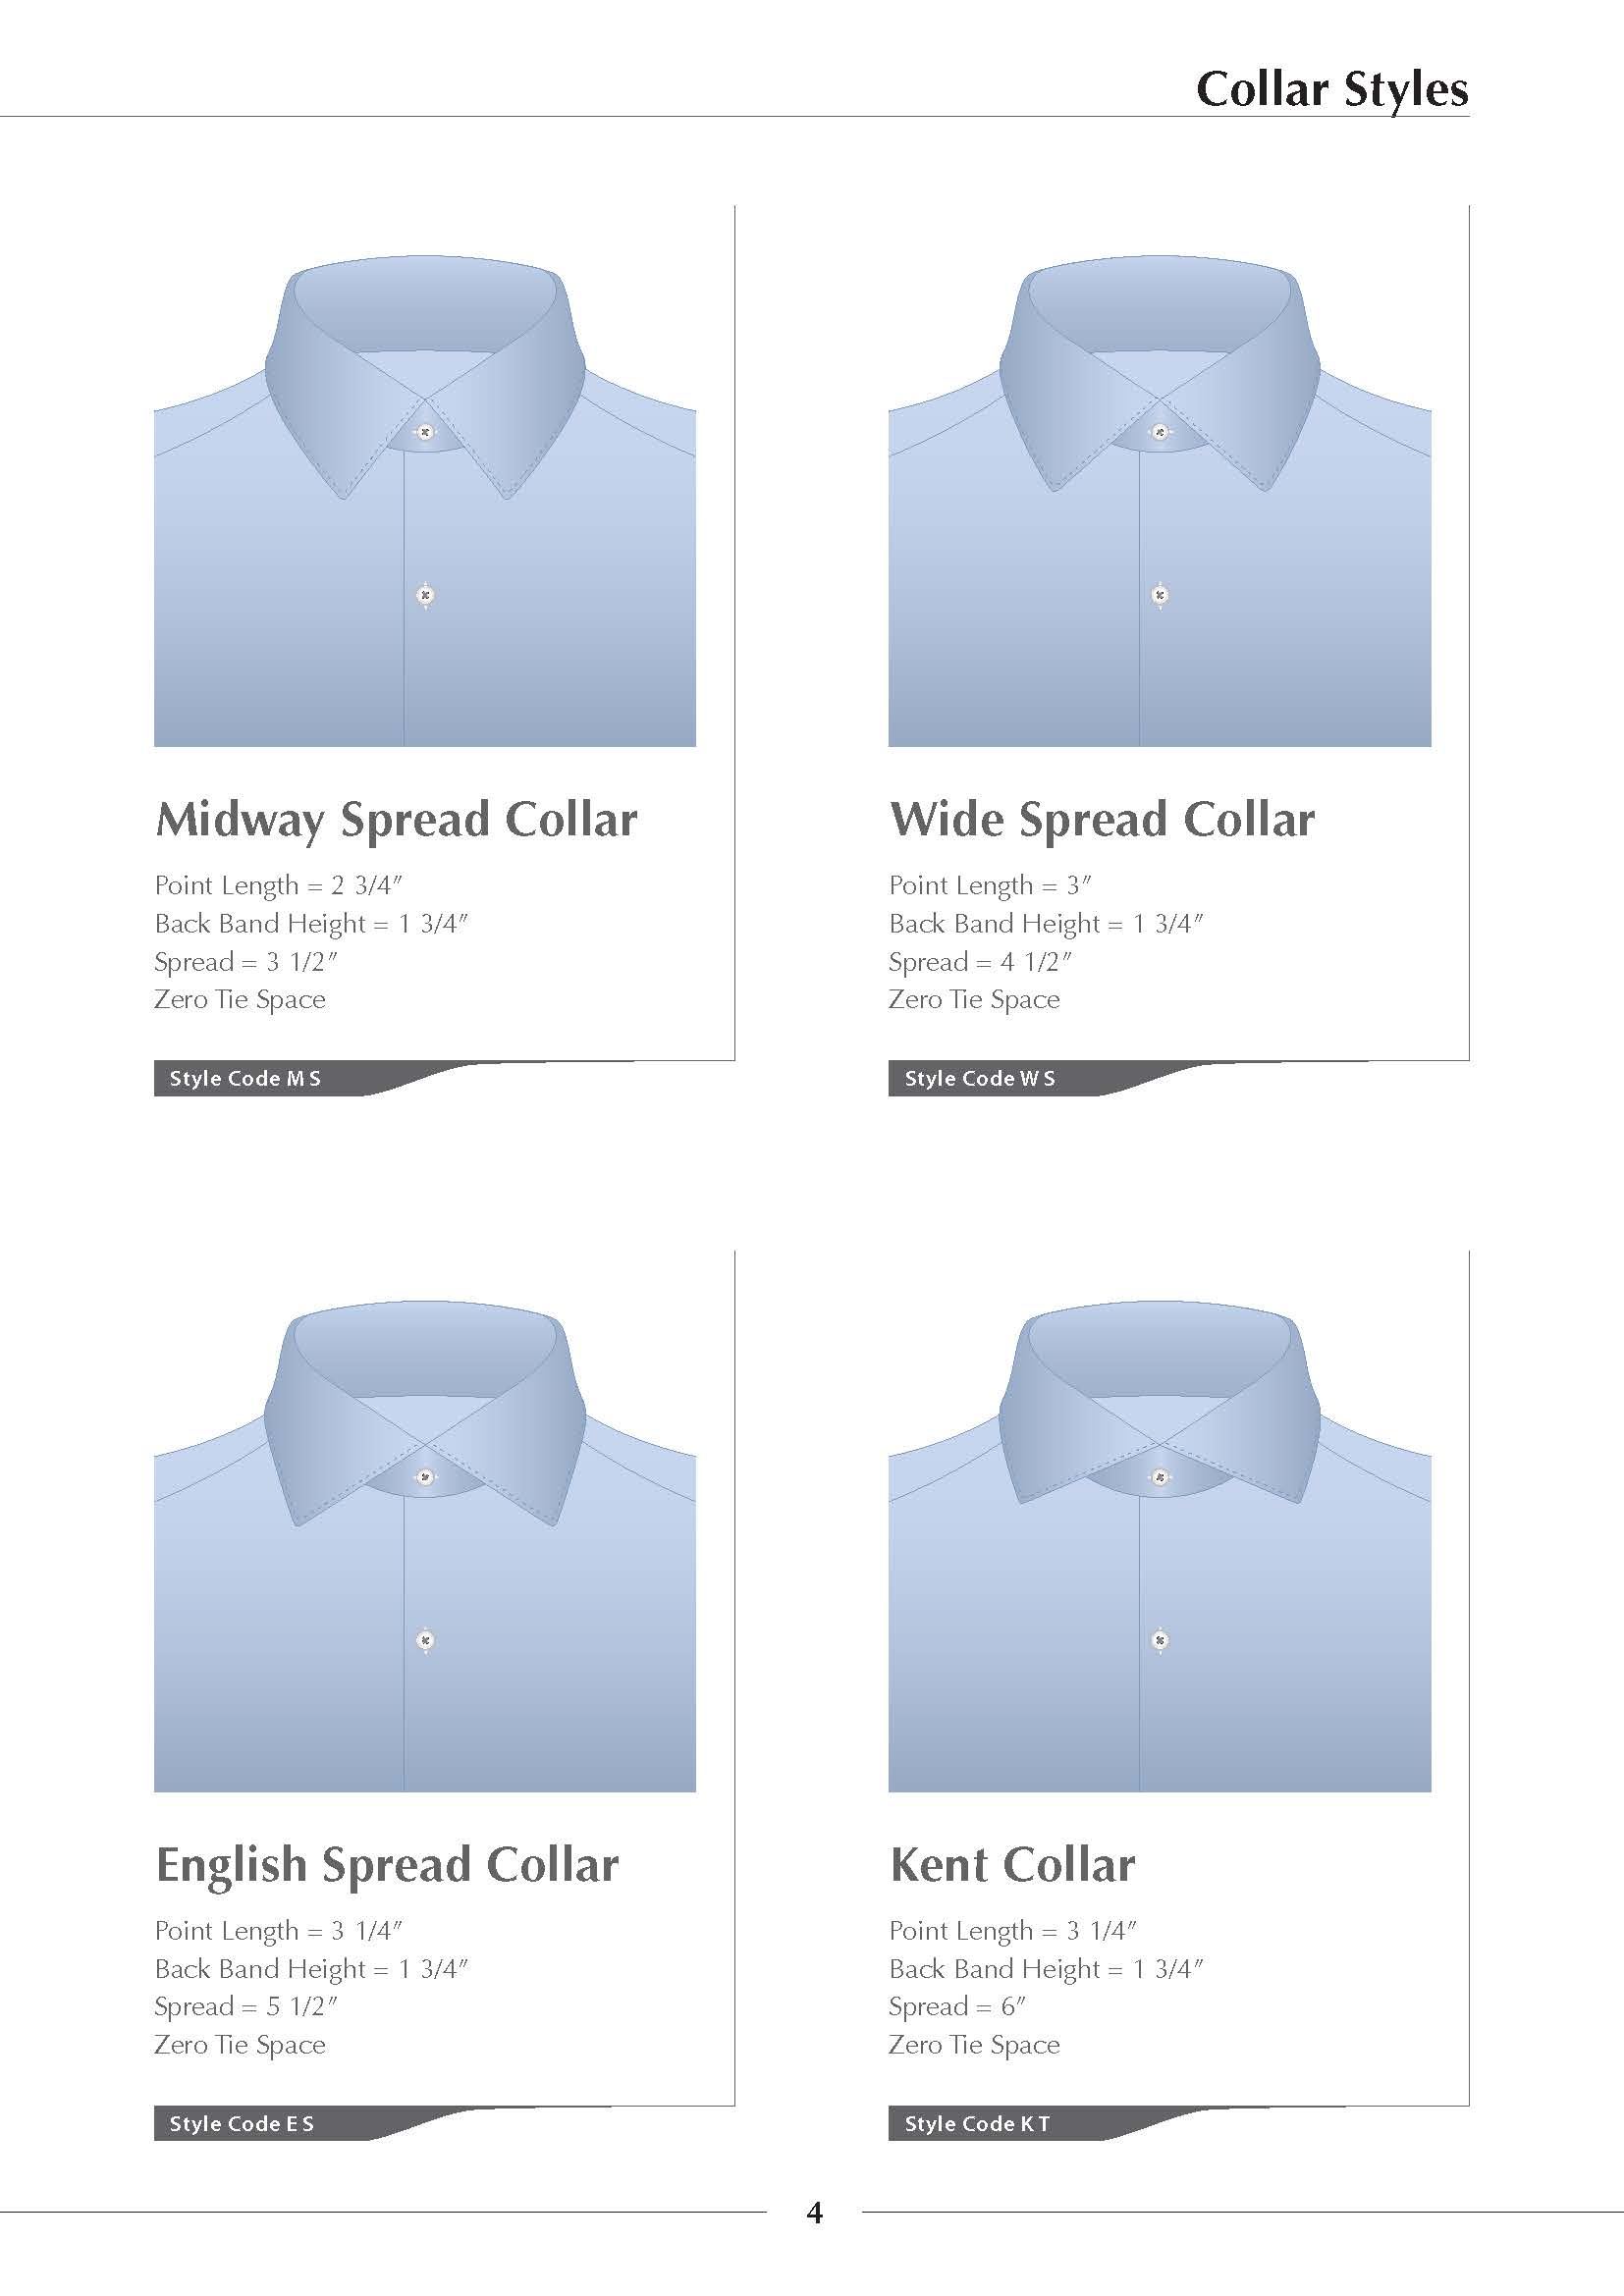 Collar Styles
Midway Spread Collar
Point Length = 2 3/4″
Back Band Height = 1 3/4″
Spread = 3 1/2″
Zero Tie Space
Style Code MS
Wide Spread Collar
Point Length = 3″
Back Band Height = 1 3/4″
Spread = 4 1/2″
Zero Tie Space
Style Code WS
English Spread Collar
Point Length = 3 1/4″
Back Band Height = 1 3/4″
Spread = 5 1/2″
Zero Tie Space
Style Code ES
Kent Collar
Point Length = 3 1/4″
Back Band Height = 1 3/4″
Spread = 6″
Zero Tie Space
Style Code KT
4